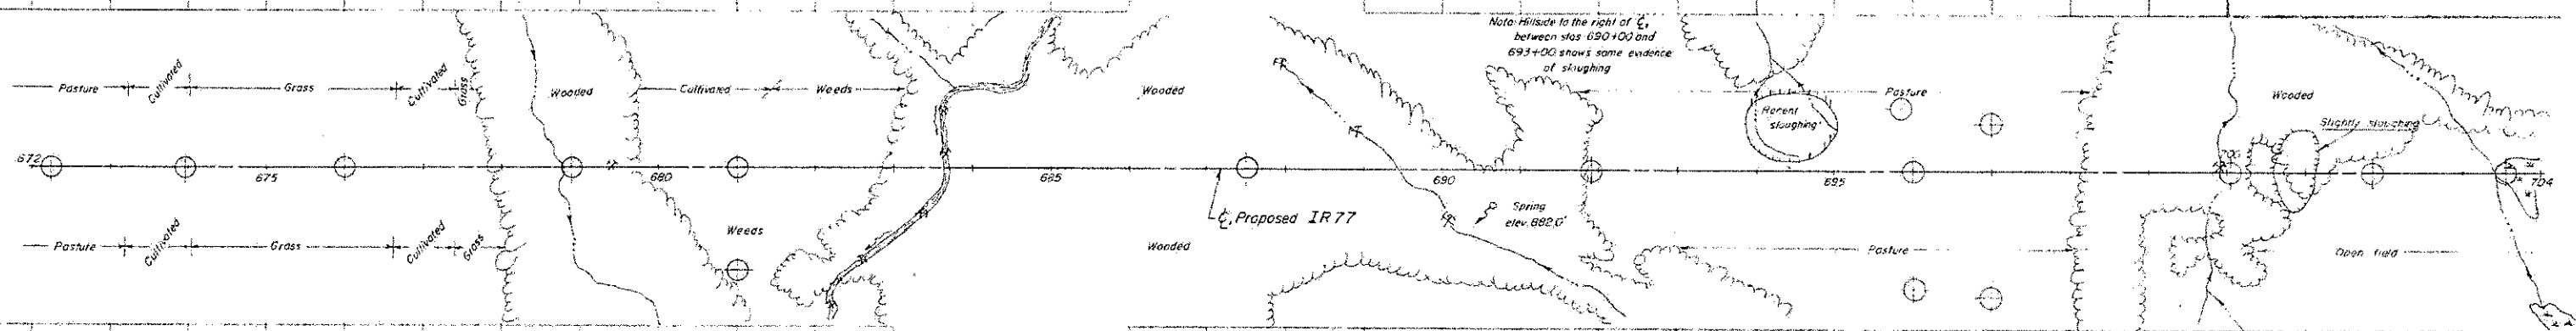 Note: Hillside to the right of ℄,
between stas 690+00 and
693+00 shows some evidence
of sloughing
Pasture
Cultivated
Grass
Cultivated
Grass
Wooded
Cultivated
Weeds
Wooded
Pasture
Recent
sloughing
Wooded
Slightly sloughing
672
675
680
685
690
695
700
704
℄ Proposed IR 77
Spring
elev. 882.0'
Weeds
Wooded
Pasture
Cultivated
Grass
Cultivated
Grass
Pasture
Open field